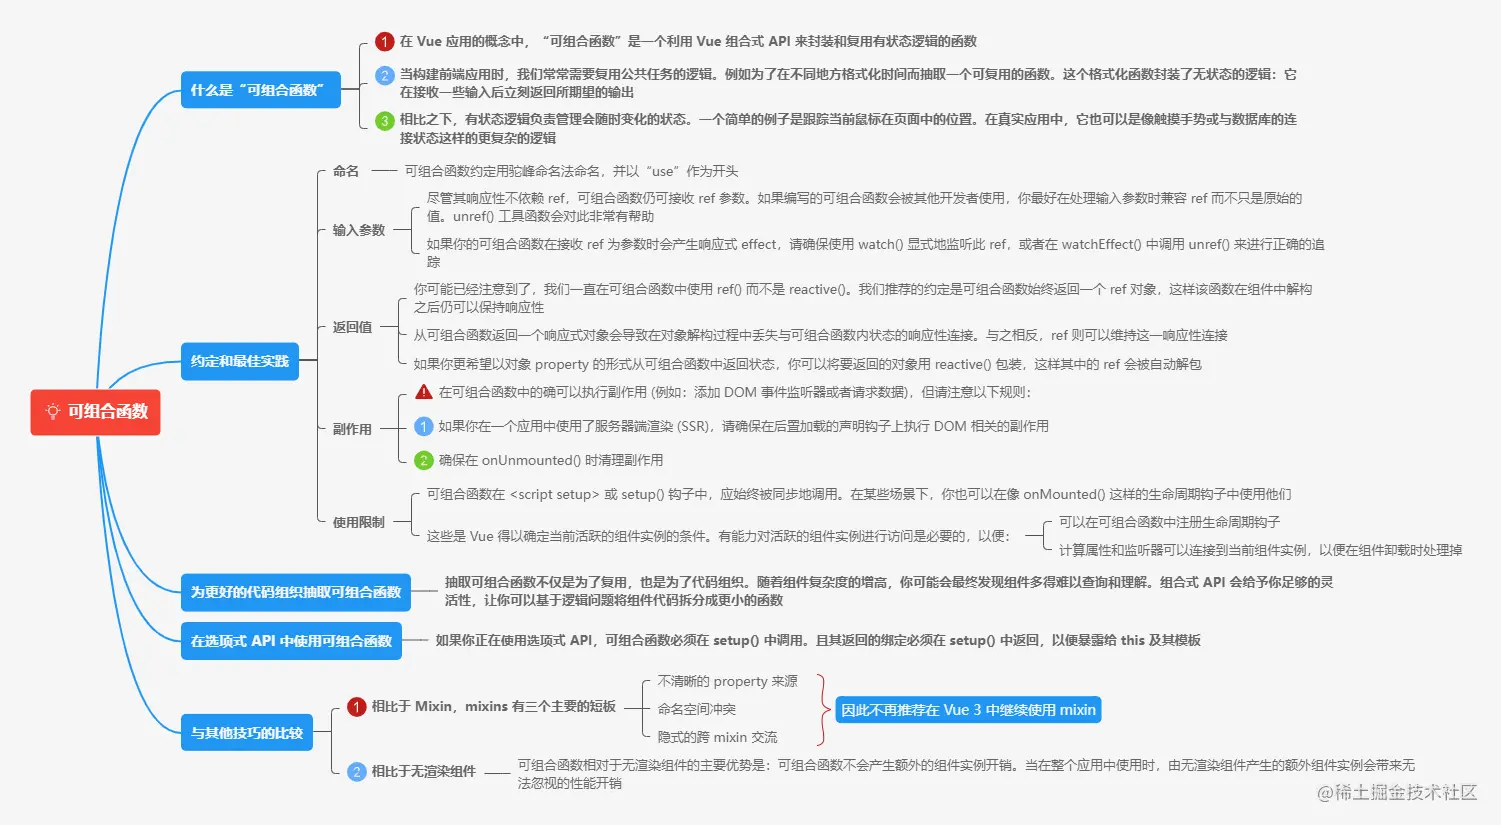 可组合函数
什么是“可组合函数”
1 在 Vue 应用的概念中，“可组合函数”是一个利用 Vue 组合式 API 来封装和复用有状态逻辑的函数
2 当构建前端应用时，我们常常需要复用公共任务的逻辑。例如为了在不同地方格式化时间而抽取一个可复用的函数。这个格式化函数封装了无状态的逻辑：它
在接收一些输入后立刻返回所期望的输出
3 相比之下，有状态逻辑负责管理会随时变化的状态。一个简单的例子是跟踪当前鼠标在页面中的位置。在真实应用中，它也可以是像触摸手势或与数据库的连
接状态这样的更复杂的逻辑
约定和最佳实践
命名
可组合函数约定用驼峰命名法命名，并以“use”作为开头
输入参数
尽管其响应性不依赖 ref，可组合函数仍可接收 ref 参数。如果编写的可组合函数会被其他开发者使用，你最好在处理输入参数时兼容 ref 而不只是原始的
值。unref() 工具函数会对此非常有帮助
如果你的可组合函数在接收 ref 为参数时会产生响应式 effect，请确保使用 watch() 显式地监听此 ref，或者在 watchEffect() 中调用 unref() 来进行正确的追
踪
返回值
你可能已经注意到了，我们一直在可组合函数中使用 ref() 而不是 reactive()。我们推荐的约定是可组合函数始终返回一个 ref 对象，这样该函数在组件中解构
之后仍可以保持响应性
从可组合函数返回一个响应式对象会导致在对象解构过程中丢失与可组合函数内状态的响应性连接。与之相反，ref 则可以维持这一响应性连接
如果你更希望以对象 property 的形式从可组合函数中返回状态，你可以将要返回的对象用 reactive() 包装，这样其中的 ref 会被自动解包
副作用
在可组合函数中的确可以执行副作用 (例如：添加 DOM 事件监听器或者请求数据)，但请注意以下规则：
1 如果你在一个应用中使用了服务器端渲染 (SSR)，请确保在后置加载的声明钩子上执行 DOM 相关的副作用
2 确保在 onUnmounted() 时清理副作用
使用限制
可组合函数在 <script setup> 或 setup() 钩子中，应始终被同步地调用。在某些场景下，你也可以在像 onMounted() 这样的生命周期钩子中使用他们
这些是 Vue 得以确定当前活跃的组件实例的条件。有能力对活跃的组件实例进行访问是必要的，以便：
可以在可组合函数中注册生命周期钩子
计算属性和监听器可以连接到当前组件实例，以便在组件卸载时处理掉
为更好的代码组织抽取可组合函数
抽取可组合函数不仅是为了复用，也是为了代码组织。随着组件复杂度的增高，你可能会最终发现组件多得难以查询和理解。组合式 API 会给予你足够的灵
活性，让你可以基于逻辑问题将组件代码拆分成更小的函数
在选项式 API 中使用可组合函数
如果你正在使用选项式 API，可组合函数必须在 setup() 中调用。且其返回的绑定必须在 setup() 中返回，以便暴露给 this 及其模板
与其他技巧的比较
1 相比于 Mixin，mixins 有三个主要的短板
不清晰的 property 来源
命名空间冲突
隐式的跨 mixin 交流
因此不再推荐在 Vue 3 中继续使用 mixin
2 相比于无渲染组件
可组合函数相对于无渲染组件的主要优势是：可组合函数不会产生额外的组件实例开销。当在整个应用中使用时，由无渲染组件产生的额外组件实例会带来无
法忽视的性能开销
@稀土掘金技术社区